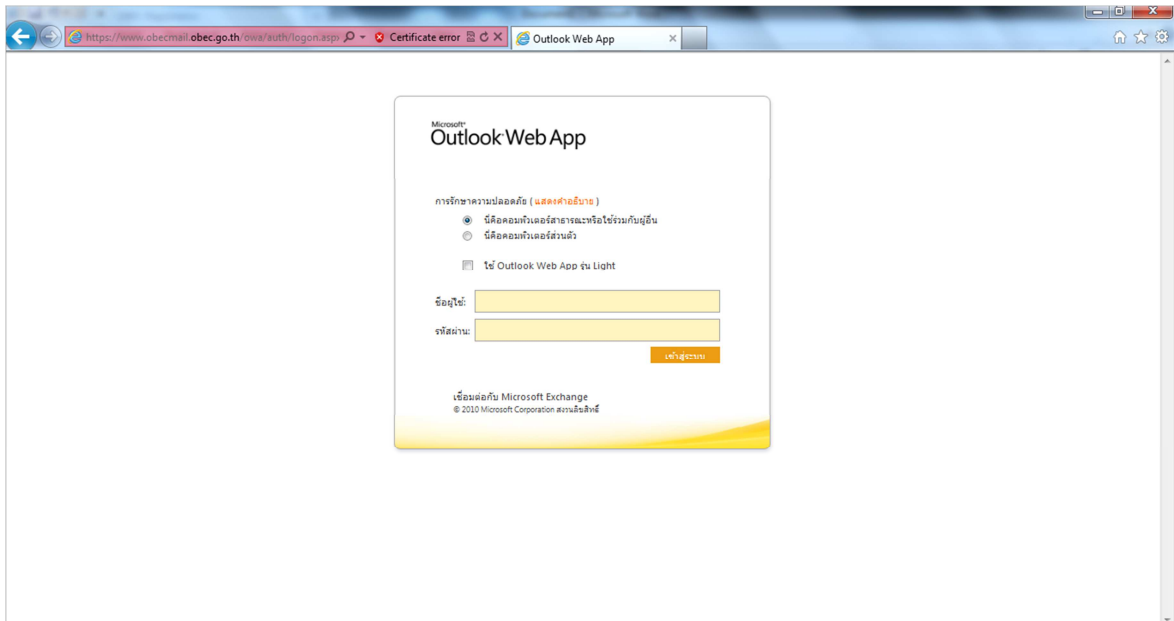 https://www.obecmail.obec.go.th/owa/auth/logon.asp
Certificate error
Outlook Web App
Microsoft®
Outlook Web App
การรักษาความปลอดภัย ( แสดงคำอธิบาย )
นี่คือคอมพิวเตอร์สาธารณะหรือใช้ร่วมกับผู้อื่น
นี่คือคอมพิวเตอร์ส่วนตัว
ใช้ Outlook Web App รุ่น Light
ชื่อผู้ใช้:
รหัสผ่าน:
เข้าสู่ระบบ
เชื่อมต่อกับ Microsoft Exchange
© 2010 Microsoft Corporation สงวนลิขสิทธิ์